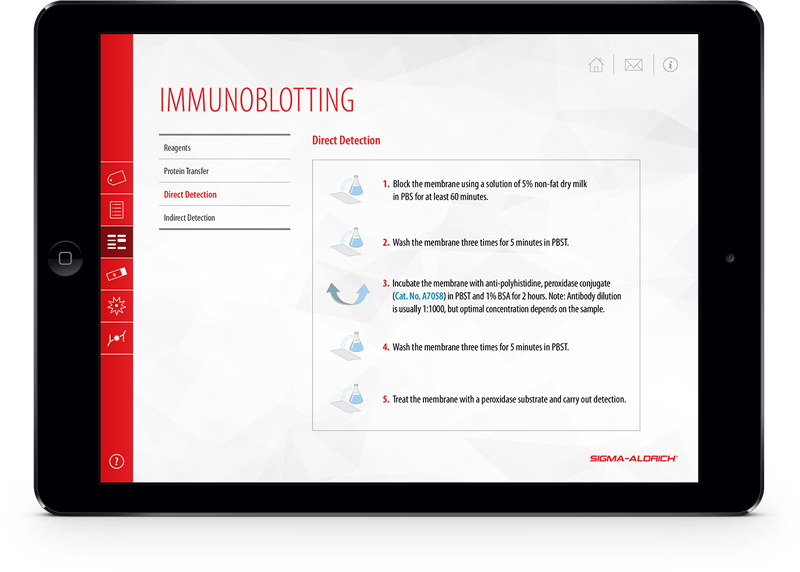 IMMUNOBLOTTING
Reagents
Protein Transfer
Direct Detection
Indirect Detection
Direct Detection
1. Block the membrane using a solution of 5% non-fat dry milk
in PBS for at least 60 minutes.
2. Wash the membrane three times for 5 minutes in PBST.
3. Incubate the membrane with anti-polyhistidine, peroxidase conjugate
(Cat. No. A7058) in PBST and 1% BSA for 2 hours. Note: Antibody dilution
is usually 1:1000, but optimal concentration depends on the sample.
4. Wash the membrane three times for 5 minutes in PBST.
5. Treat the membrane with a peroxidase substrate and carry out detection.
?
SIGMA-ALDRICH™